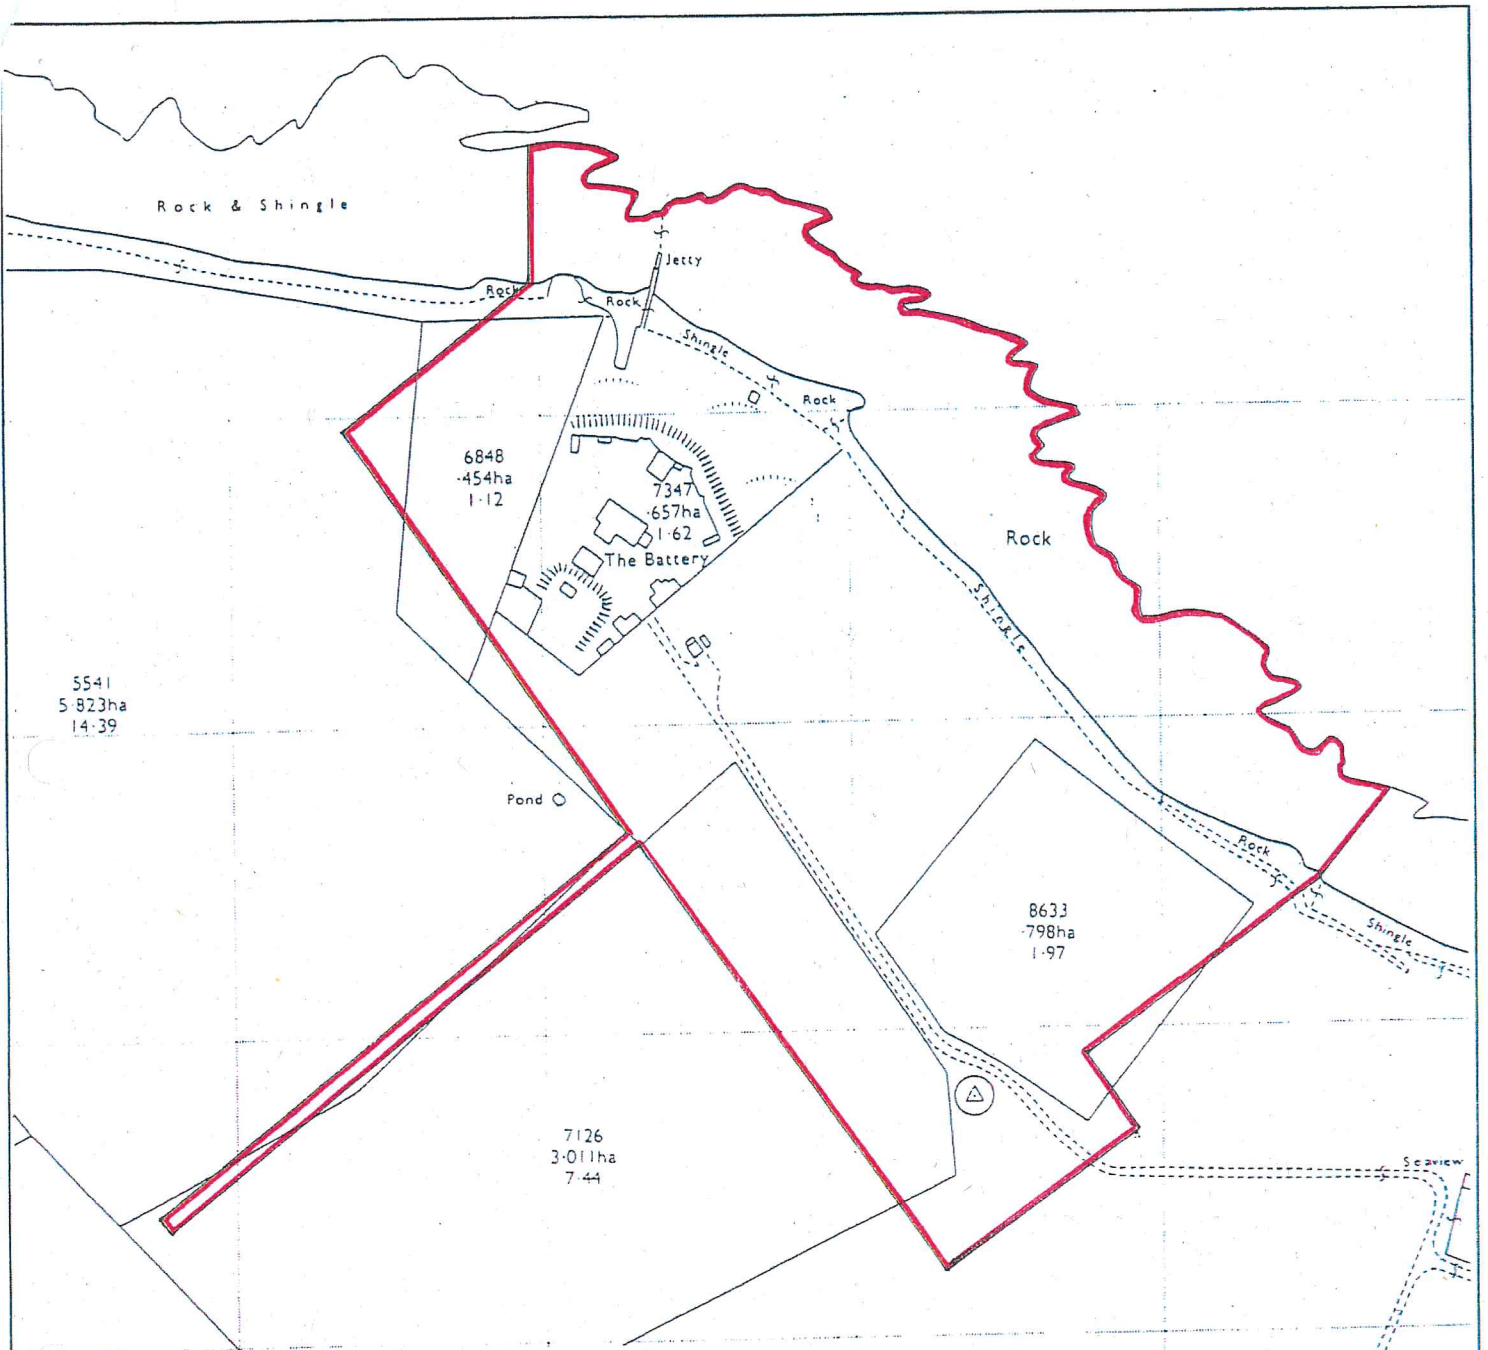 Rock & Shingle
Jetty
Rock
Rock
Shingle
Rock
6848
·454ha
1·12
7347
·657ha
1·62
The Battery
Rock
Shingle
5541
5·823ha
14·39
Pond
Rock
8633
·798ha
1·97
Shingle
7126
3·011ha
7·44
Seaview